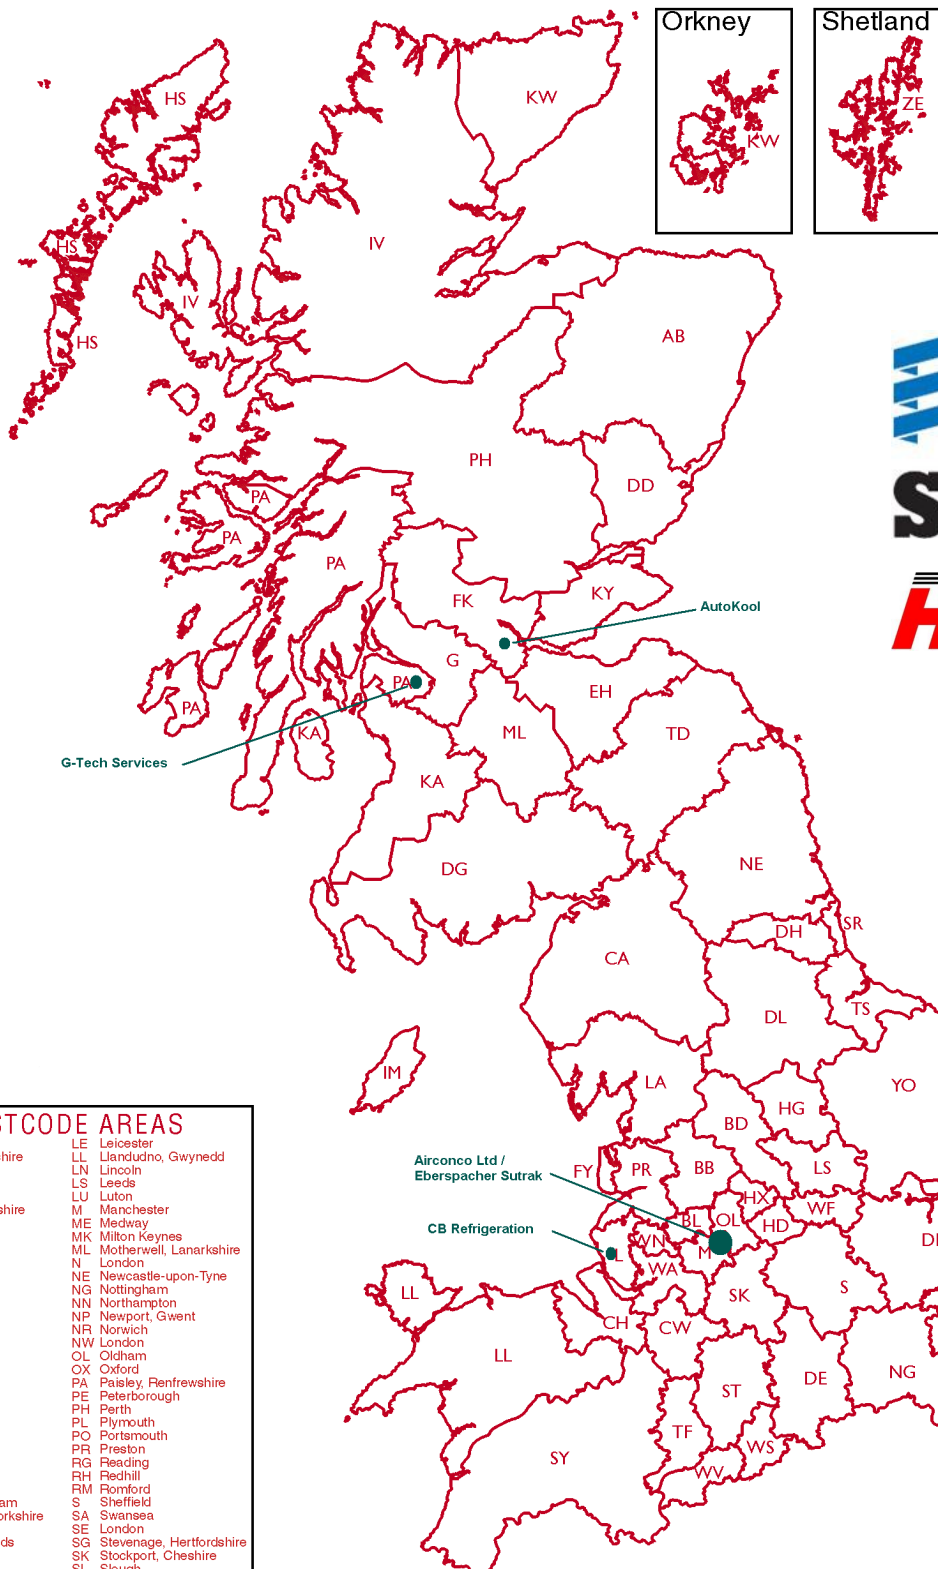 Orkney
Shetland
HS
KW
KW
ZE
IV
HS
IV
HS
AB
PH
DD
PA
PA
PA
FK
KY
AutoKool
G
PA
EH
PA
KA
ML
TD
G-Tech Services
KA
DG
NE
SR
DH
CA
TS
DL
IM
LA
YO
HG
BD
FY
PR
BB
LS
Airconco Ltd /
Eberspacher Sutrak
HX
WF
BL
OL
HD
CB Refrigeration
WN
M
L
WA
S
LL
SK
CH
CW
LL
ST
DE
NG
TF
WS
SY
WV
STCODE AREAS
LE Leicester
hire LL Llandudno, Gwynedd
LN Lincoln
LS Leeds
LU Luton
shire M Manchester
ME Medway
MK Milton Keynes
ML Motherwell, Lanarkshire
N London
NE Newcastle-upon-Tyne
NG Nottingham
NN Northampton
NP Newport, Gwent
NR Norwich
NW London
OL Oldham
OX Oxford
PA Paisley, Renfrewshire
PE Peterborough
PH Perth
PL Plymouth
PO Portsmouth
PR Preston
RG Reading
RH Redhill
RM Romford
am S Sheffield
orkshire SA Swansea
SE London
ds SG Stevenage, Hertfordshire
SK Stockport, Cheshire